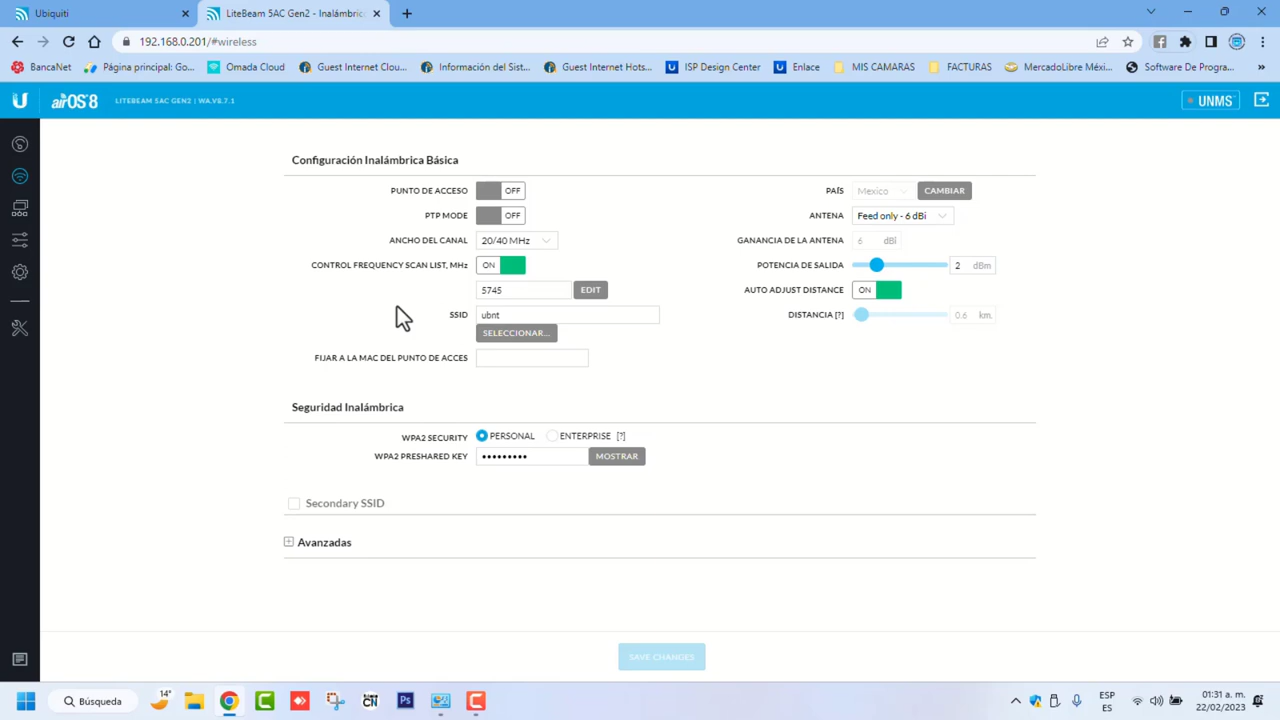 Ubiquiti
LiteBeam 5AC Gen2 - Inalámbric
192.168.0.201/#wireless
BancaNet
Página principal: Go...
Omada Cloud
Guest Internet Clou...
Información del Sist...
Guest Internet Hots...
ISP Design Center
Enlace
MIS CAMARAS
FACTURAS
MercadoLibre Méxi...
Software De Progra...
»
airOS®8
LITEBEAM 5AC GEN2 | WA.V8.7.1
UNMS
Configuración Inalámbrica Básica
PUNTO DE ACCESO OFF
PAÍS Mexico CAMBIAR
PTP MODE OFF
ANTENA Feed only - 6 dBi
ANCHO DEL CANAL 20/40 MHz
GANANCIA DE LA ANTENA 6 dBi
CONTROL FREQUENCY SCAN LIST, MHz ON
POTENCIA DE SALIDA 2 dBm
5745 EDIT
AUTO ADJUST DISTANCE ON
SSID ubnt
DISTANCIA [?] 0.6 km.
SELECCIONAR...
FIJAR A LA MAC DEL PUNTO DE ACCES
Seguridad Inalámbrica
WPA2 SECURITY PERSONAL ENTERPRISE [?]
WPA2 PRESHARED KEY ••••••••• MOSTRAR
Secondary SSID
Avanzadas
SAVE CHANGES
Búsqueda
14°
CN
Ps
ESP
ES
01:31 a. m.
22/02/2023